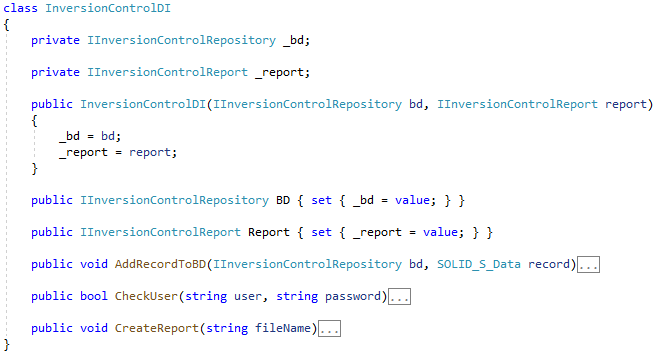 class InversionControlDI
{
    private IInversionControlRepository _bd;

    private IInversionControlReport _report;

    public InversionControlDI(IInversionControlRepository bd, IInversionControlReport report)
    {
        _bd = bd;
        _report = report;
    }

    public IInversionControlRepository BD { set { _bd = value; } }

    public IInversionControlReport Report { set { _report = value; } }

    public void AddRecordToBD(IInversionControlRepository bd, SOLID_S_Data record)...

    public bool CheckUser(string user, string password)...

    public void CreateReport(string fileName)...
}